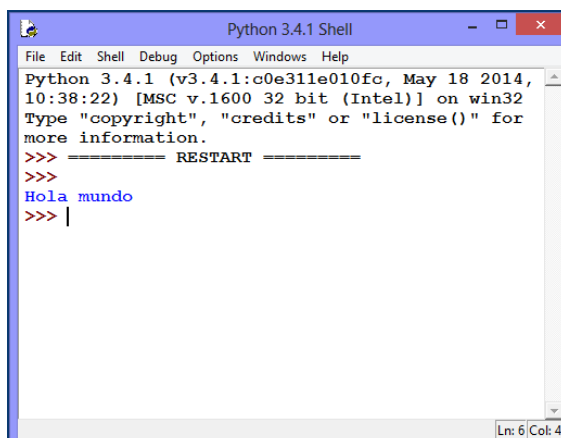 Python 3.4.1 Shell
File Edit Shell Debug Options Windows Help
Python 3.4.1 (v3.4.1:c0e311e010fc, May 18 2014,
10:38:22) [MSC v.1600 32 bit (Intel)] on win32
Type "copyright", "credits" or "license()" for
more information.
>>> ========= RESTART =========
>>>
Hola mundo
>>>
Ln: 6 Col: 4